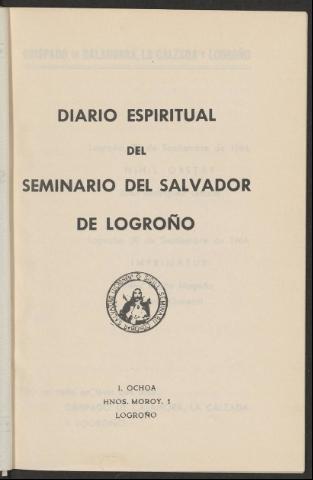 DIARIO ESPIRITUAL
DEL
SEMINARIO DEL SALVADOR
DE LOGROÑO
I. OCHOA
HNOS. MOROY, 1
LOGROÑO